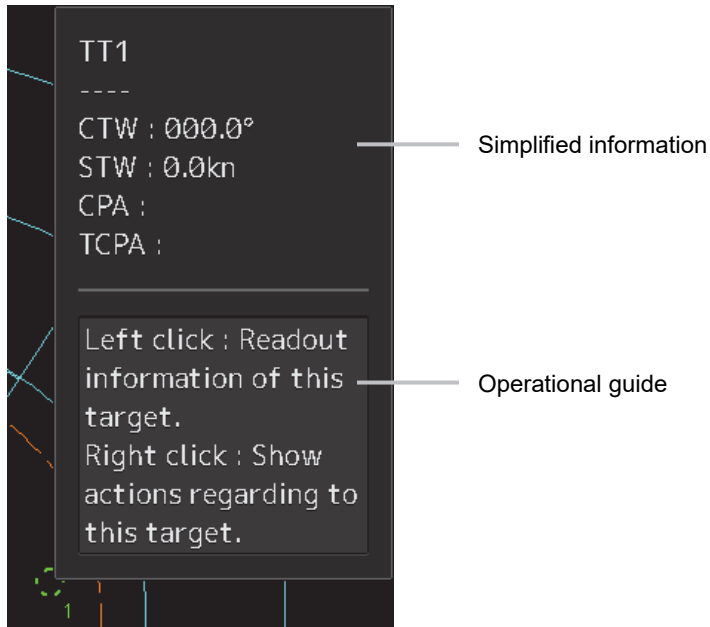 TT1
----
CTW : 000.0°
STW : 0.0kn
CPA :
TCPA :
Simplified information
Left click : Readout
information of this
target.
Right click : Show
actions regarding to
this target.
Operational guide
1